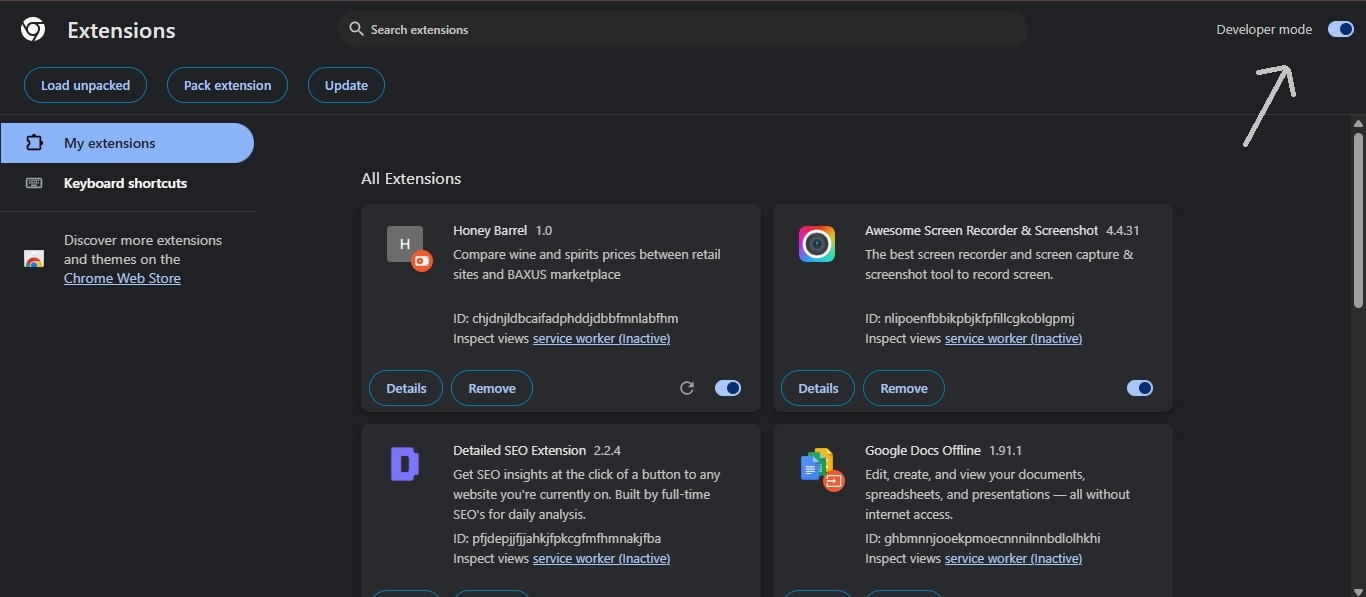 Extensions
Search extensions
Developer mode
Load unpacked
Pack extension
Update
My extensions
Keyboard shortcuts
Discover more extensions
and themes on the
Chrome Web Store
All Extensions
H
Honey Barrel 1.0
Compare wine and spirits prices between retail
sites and BAXUS marketplace
ID: chjdnjldbcaifadphddjdbbfmnlabfhm
Inspect views service worker (Inactive)
Details
Remove
Awesome Screen Recorder & Screenshot 4.4.31
The best screen recorder and screen capture &
screenshot tool to record screen.
ID: nlipoenfbbikpbjkfpfillcgkoblgpmj
Inspect views service worker (Inactive)
Details
Remove
Detailed SEO Extension 2.2.4
Get SEO insights at the click of a button to any
website you're currently on. Built by full-time
SEO's for daily analysis.
ID: pfjdepjjfjjahkjfpkcgfmfhmnakjfba
Inspect views service worker (Inactive)
Google Docs Offline 1.91.1
Edit, create, and view your documents,
spreadsheets, and presentations — all without
internet access.
ID: ghbmnnjooekpmoecnnnilnnbdlolhkhi
Inspect views service worker (Inactive)